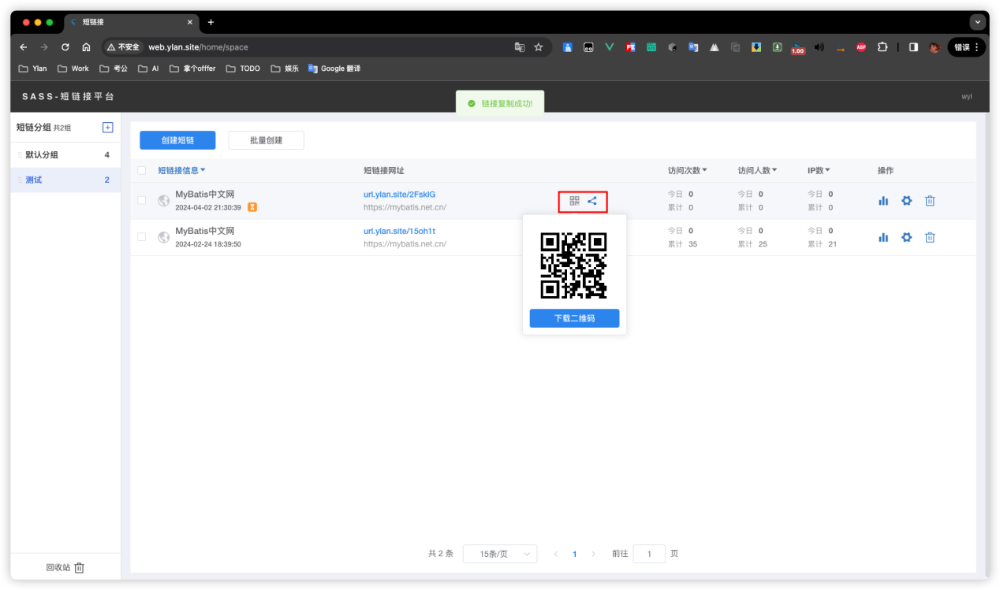 短链接
不安全 web.ylan.site/home/space
1.00
ABP
错误
Ylan Work 考公 AI 拿个offfer TODO 娱乐 Google 翻译
SASS-短链接平台
链接复制成功!
wyl
短链分组 共2组
默认分组 4
测试 2
回收站
创建短链 批量创建
短链接信息 短链接网址 访问次数 访问人数 IP数 操作
MyBatis中文网 url.ylan.site/2FsklG 今日 0 今日 0 今日 0
2024-04-02 21:30:39 https://mybatis.net.cn/ 累计 0 累计 0 累计 0
MyBatis中文网 url.ylan.site/15oh1t 今日 0 今日 0 今日 0
2024-02-24 18:39:50 https://mybatis.net.cn/ 累计 35 累计 25 累计 21
下载二维码
共 2 条 15条/页 1 前往 1 页